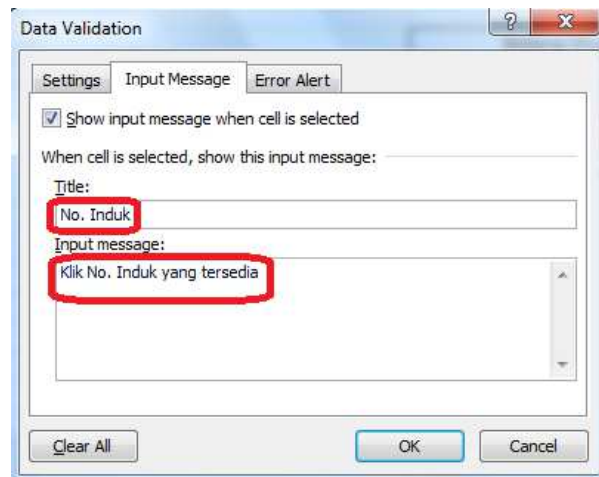 Data Validation
Settings Input Message Error Alert
Show input message when cell is selected
When cell is selected, show this input message:
Title:
No. Induk
Input message:
Klik No. Induk yang tersedia
Clear All OK Cancel